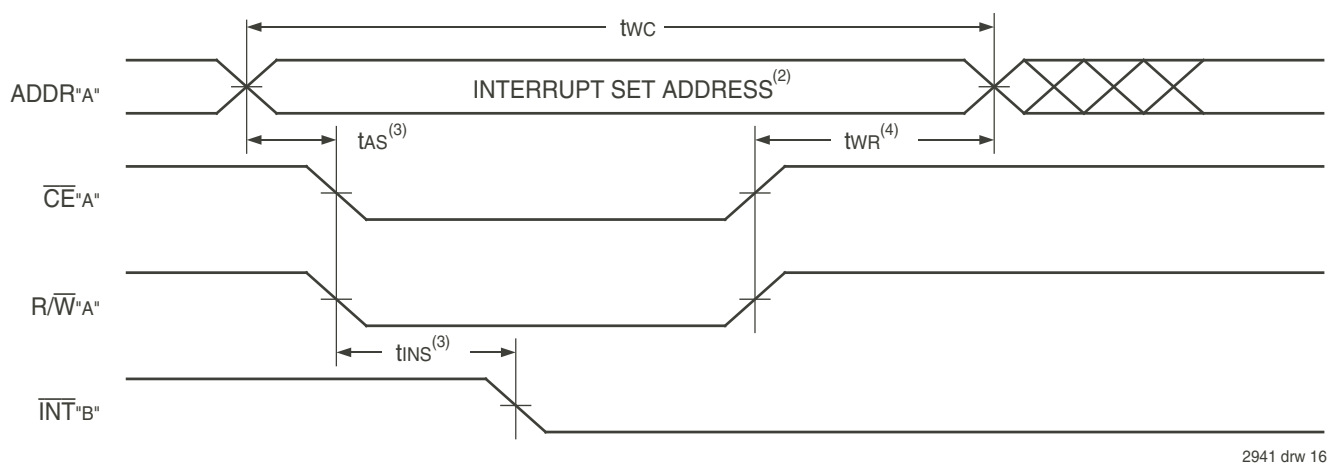 tWC
ADDR"A"
INTERRUPT SET ADDRESS(2)
tAS(3)
tWR(4)
CE"A"
R/W"A"
tINS(3)
INT"B"
2941 drw 16